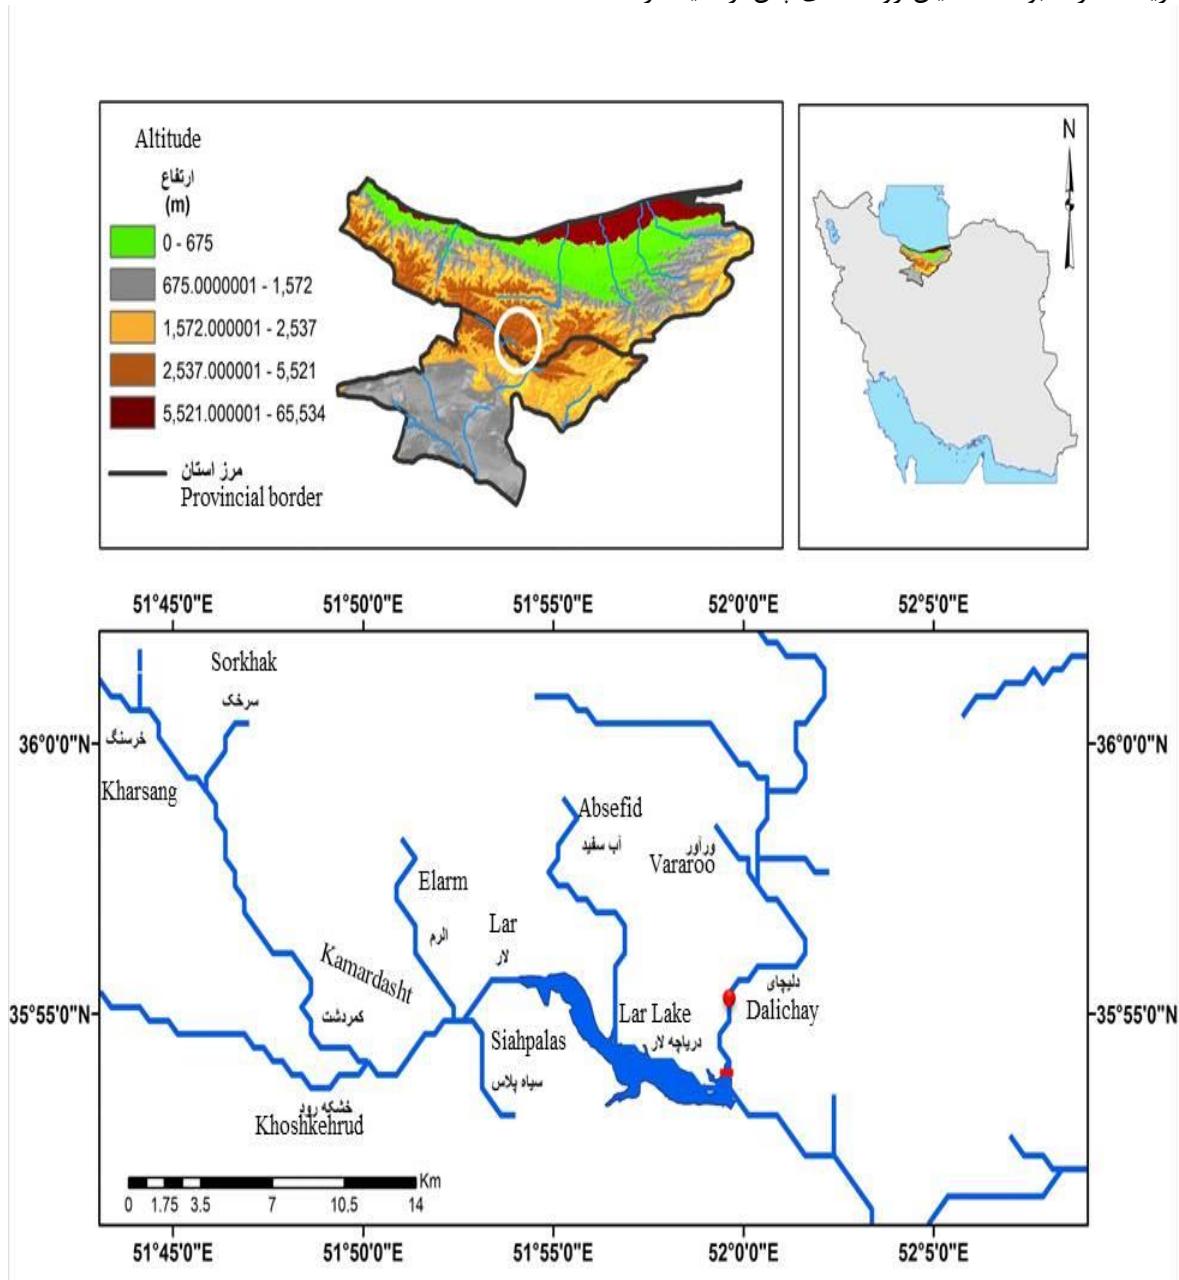 Altitude
ارتفاع
(m)
0 - 675
675.0000001 - 1,572
1,572.000001 - 2,537
2,537.000001 - 5,521
5,521.000001 - 65,534
مرز استان
Provincial border
N
51°45'0"E 51°50'0"E 51°55'0"E 52°0'0"E 52°5'0"E
Sorkhak
سرخک
36°0'0"N
خرسنگ
36°0'0"N
Kharsang
Absefid
آب سفید
ورآور
Vararoo
Elarm
الرم
Lar
لار
Kamardasht
کمردشت
دلیچای
Dalichay
35°55'0"N
Lar Lake
دریاچه لار
35°55'0"N
Siahpalas
سیاه پلاس
خشکه رود
Khoshkehrud
Km
0 1.75 3.5 7 10.5 14
51°45'0"E 51°50'0"E 51°55'0"E 52°0'0"E 52°5'0"E